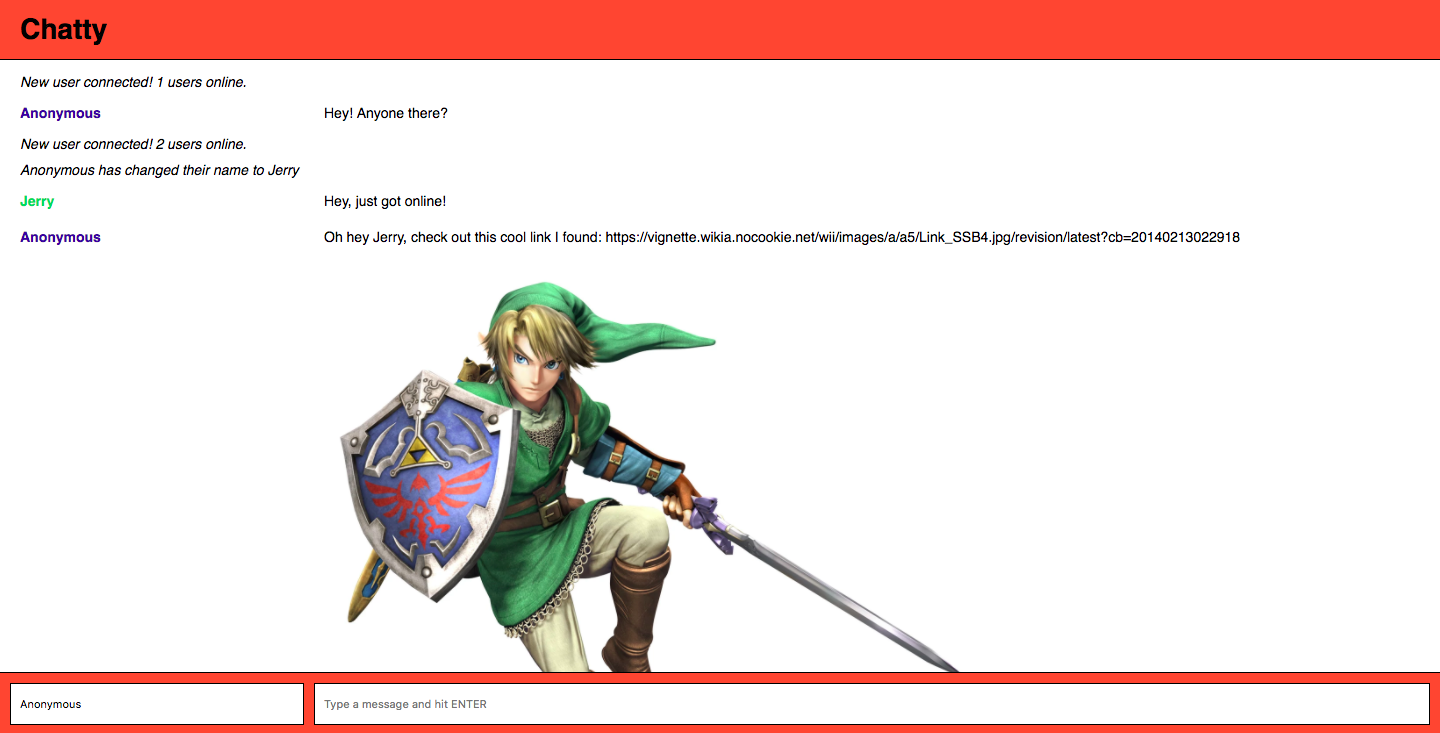 Chatty
New user connected! 1 users online.
Anonymous Hey! Anyone there?
New user connected! 2 users online.
Anonymous has changed their name to Jerry
Jerry Hey, just got online!
Anonymous Oh hey Jerry, check out this cool link I found: https://vignette.wikia.nocookie.net/wii/images/a/a5/Link_SSB4.jpg/revision/latest?cb=20140213022918
Anonymous Type a message and hit ENTER